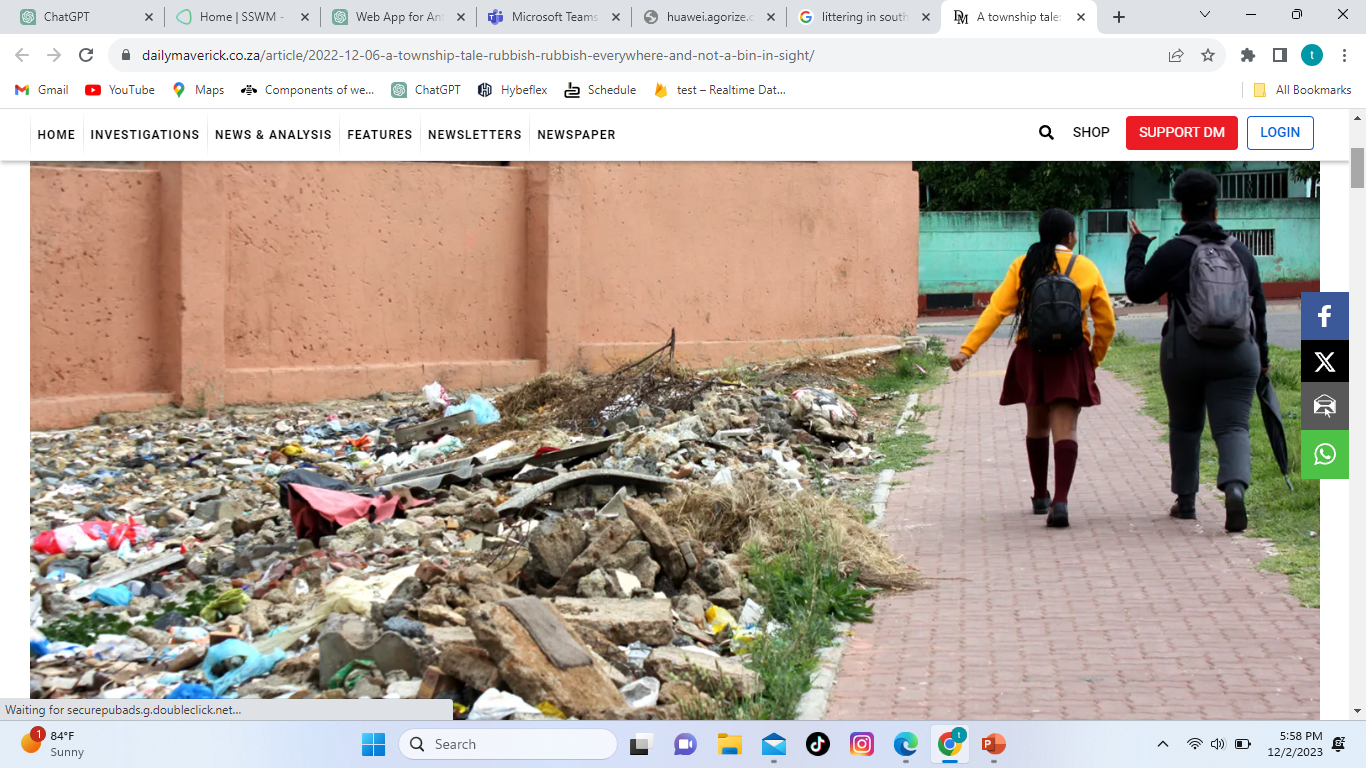 ChatGPT
Home | SSWM -
Web App for An
Microsoft Teams
huawei.agorize.c
littering in south
A township tale:
dailymaverick.co.za/article/2022-12-06-a-township-tale-rubbish-rubbish-everywhere-and-not-a-bin-in-sight/
t
Gmail YouTube Maps Components of we... ChatGPT Hybeflex Schedule test – Realtime Dat... All Bookmarks
HOME INVESTIGATIONS NEWS & ANALYSIS FEATURES NEWSLETTERS NEWSPAPER SHOP SUPPORT DM LOGIN
Waiting for securepubads.g.doubleclick.net...
1
84°F
Sunny
Search
t
5:58 PM
12/2/2023